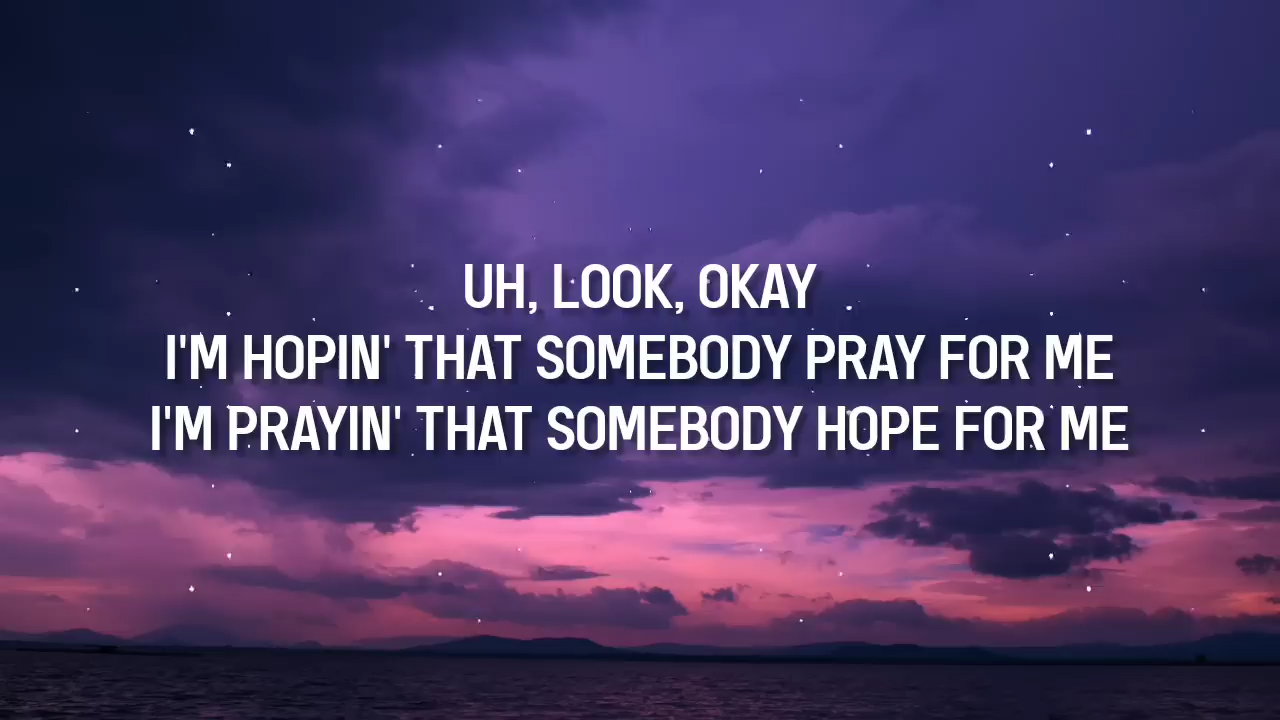 UH, LOOK, OKAY
I'M HOPIN' THAT SOMEBODY PRAY FOR ME
I'M PRAYIN' THAT SOMEBODY HOPE FOR ME